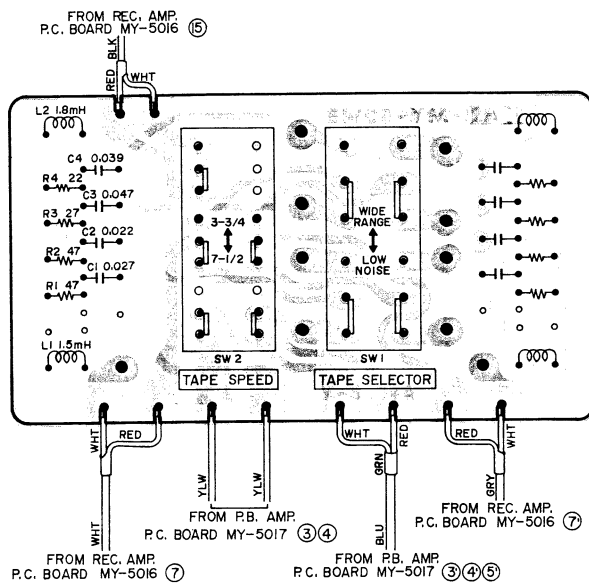 FROM REC. AMP.
P.C. BOARD MY-5016 ⑮
BLK
RED
WHT
L2 1.8mH
C4 0.039
R4 22
C3 0.047
R3 27
C2 0.022
R2 47
C1 0.027
R1 47
L1 1.5mH
3-3/4
7-1/2
WIDE
RANGE
LOW
NOISE
SW2
SW1
TAPE SPEED
TAPE SELECTOR
WHT
RED
WHT
YLW
YLW
WHT
RED
GRN
BLU
RED
WHT
GRY
FROM P.B. AMP.
P.C. BOARD MY-5017 ③④
FROM REC. AMP.
P.C. BOARD MY-5016 ⑦'
FROM REC. AMP.
P.C. BOARD MY-5016 ⑦
FROM P.B. AMP.
P.C. BOARD MY-5017 ③'④'⑤'